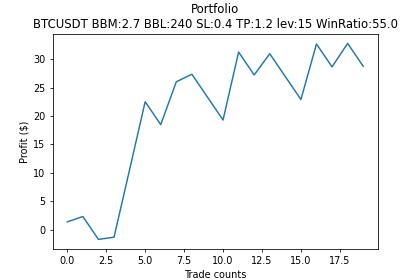 Portfolio
BTCUSDT BBM:2.7 BBL:240 SL:0.4 TP:1.2 lev:15 WinRatio:55.0
30
25
20
15
10
5
0
Profit ($)
0.0 2.5 5.0 7.5 10.0 12.5 15.0 17.5
Trade counts